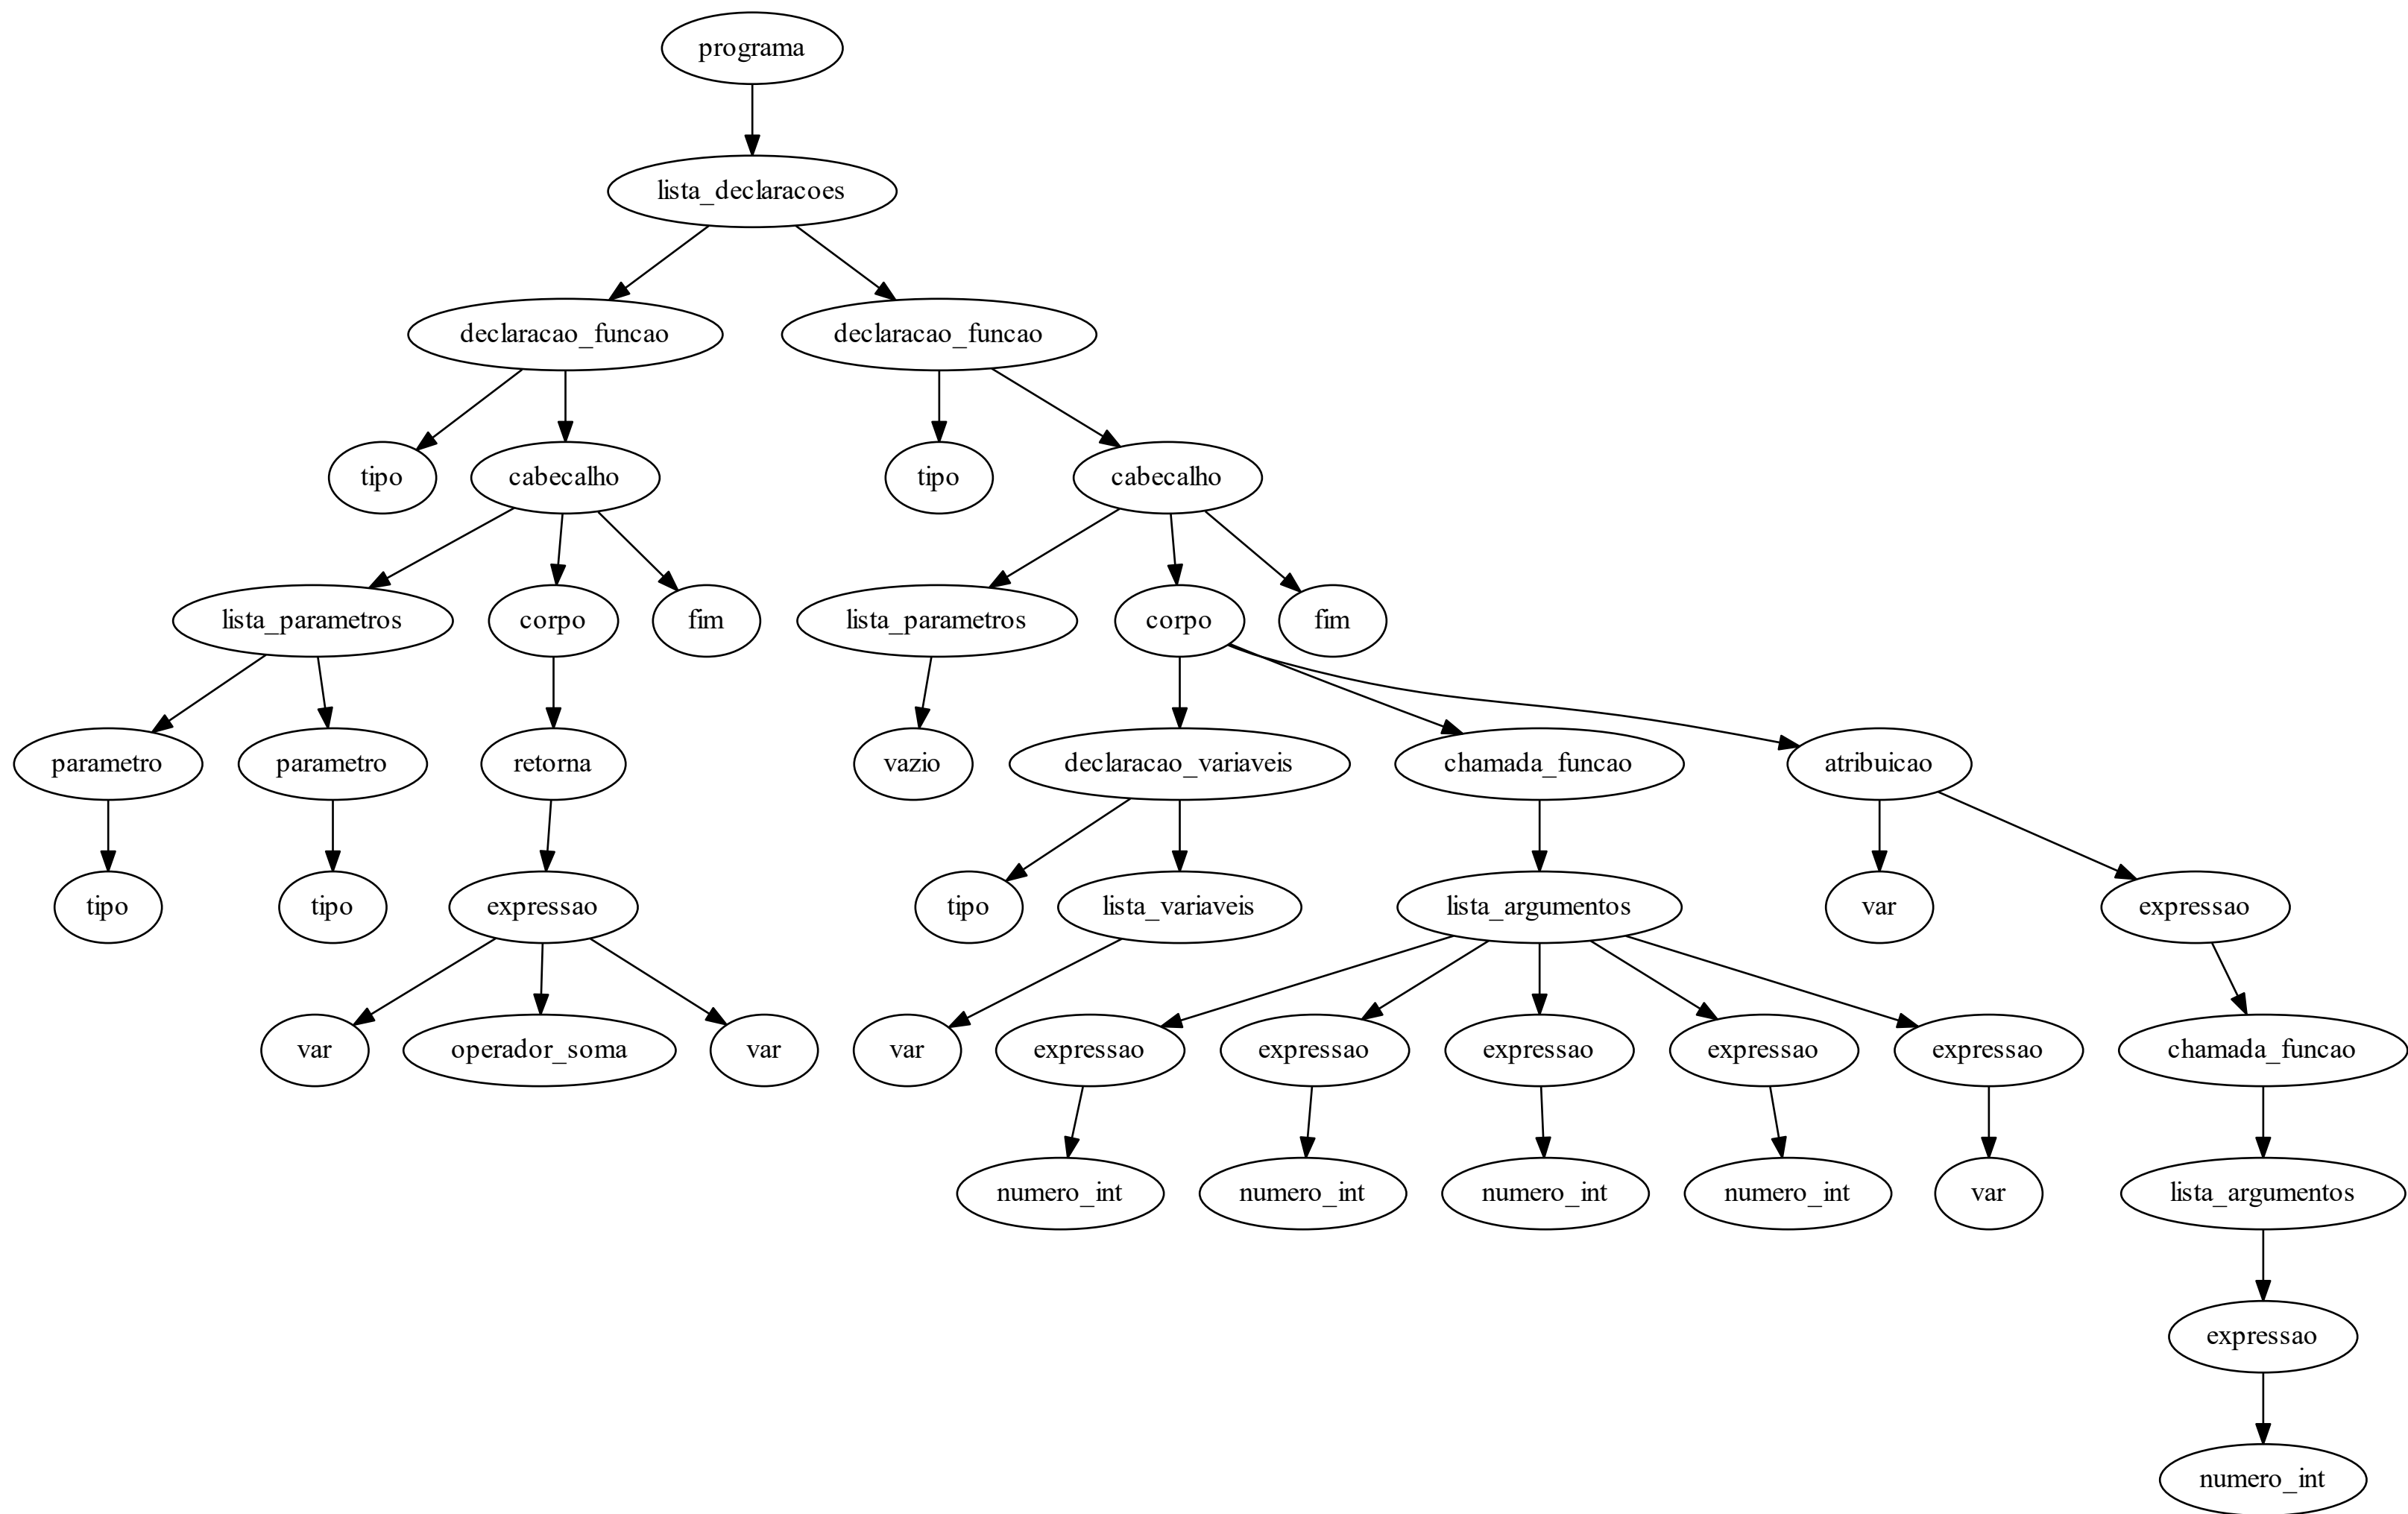 programa
lista_declaracoes
declaracao_funcao
declaracao_funcao
tipo
cabecalho
tipo
cabecalho
lista_parametros
corpo
fim
lista_parametros
corpo
fim
parametro
parametro
retorna
vazio
declaracao_variaveis
chamada_funcao
atribuicao
tipo
tipo
expressao
tipo
lista_variaveis
lista_argumentos
var
expressao
var
operador_soma
var
var
expressao
expressao
expressao
expressao
expressao
chamada_funcao
numero_int
numero_int
numero_int
numero_int
var
lista_argumentos
expressao
numero_int